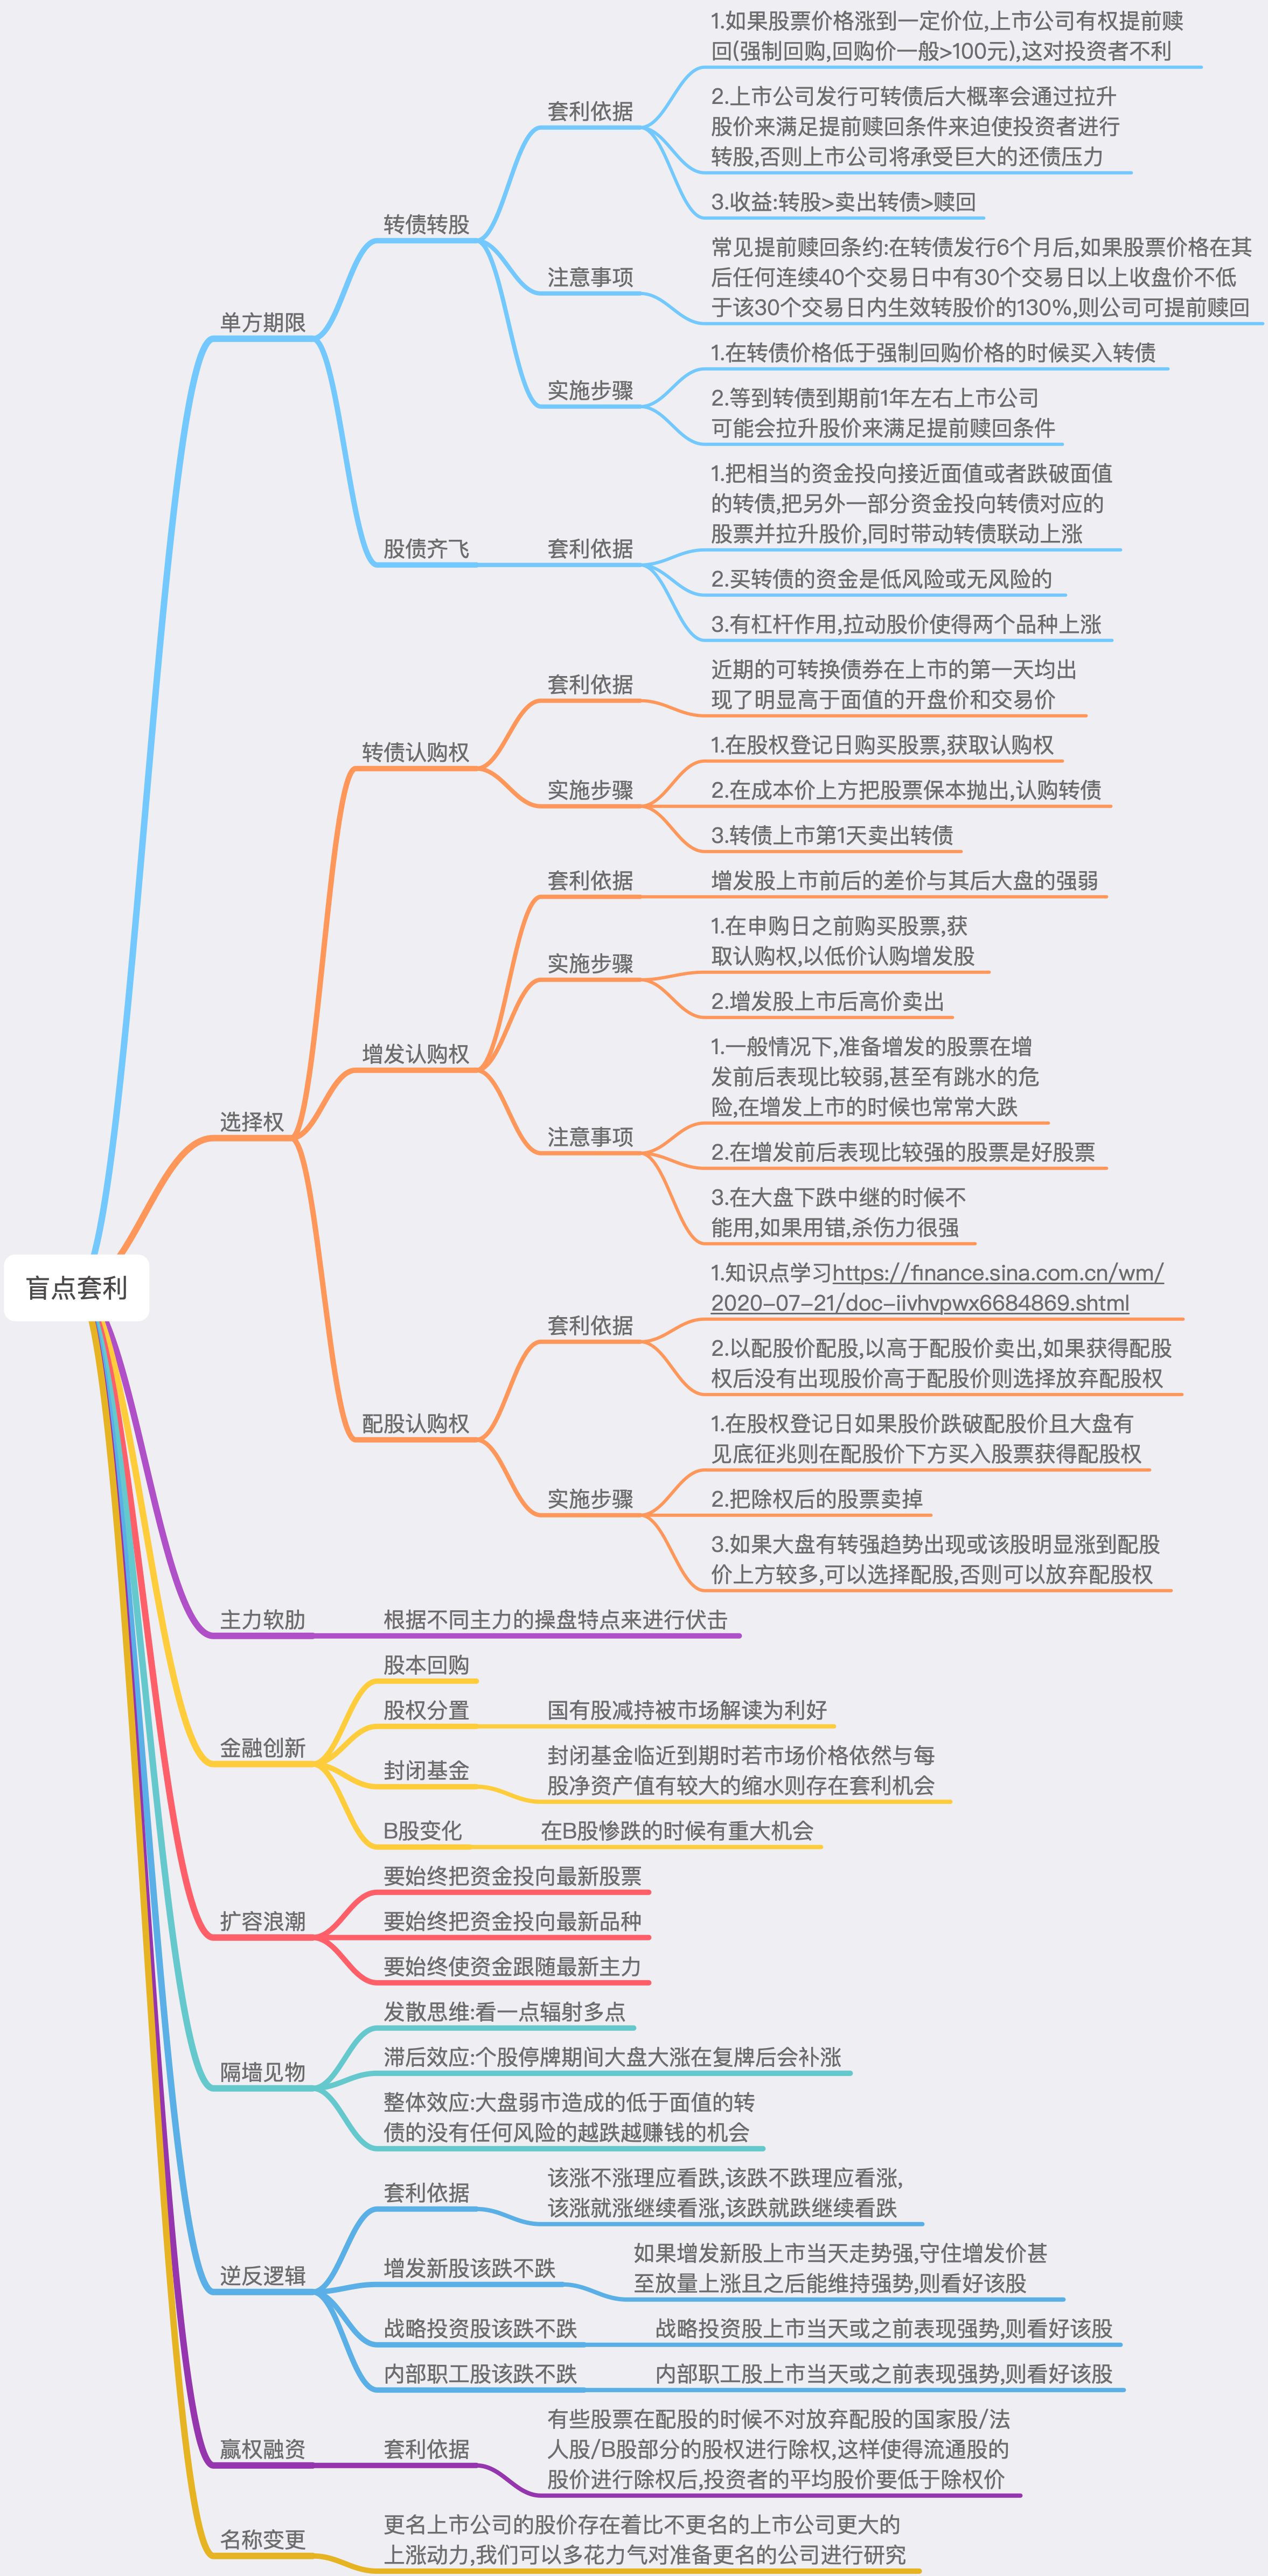 盲点套利
单方期限
转债转股
套利依据
1.如果股票价格涨到一定价位,上市公司有权提前赎
回(强制回购,回购价一般>100元),这对投资者不利
2.上市公司发行可转债后大概率会通过拉升
股价来满足提前赎回条件来迫使投资者进行
转股,否则上市公司将承受巨大的还债压力
3.收益:转股>卖出转债>赎回
注意事项
常见提前赎回条约:在转债发行6个月后,如果股票价格在其
后任何连续40个交易日中有30个交易日以上收盘价不低
于该30个交易日内生效转股价的130%,则公司可提前赎回
实施步骤
1.在转债价格低于强制回购价格的时候买入转债
2.等到转债到期前1年左右上市公司
可能会拉升股价来满足提前赎回条件
股债齐飞
套利依据
1.把相当的资金投向接近面值或者跌破面值
的转债,把另外一部分资金投向转债对应的
股票并拉升股价,同时带动转债联动上涨
2.买转债的资金是低风险或无风险的
3.有杠杆作用,拉动股价使得两个品种上涨
选择权
转债认购权
套利依据
近期的可转换债券在上市的第一天均出
现了明显高于面值的开盘价和交易价
实施步骤
1.在股权登记日购买股票,获取认购权
2.在成本价上方把股票保本抛出,认购转债
3.转债上市第1天卖出转债
增发认购权
套利依据
增发股上市前后的差价与其后大盘的强弱
实施步骤
1.在申购日之前购买股票,获
取认购权,以低价认购增发股
2.增发股上市后高价卖出
注意事项
1.一般情况下,准备增发的股票在增
发前后表现比较弱,甚至有跳水的危
险,在增发上市的时候也常常大跌
2.在增发前后表现比较强的股票是好股票
3.在大盘下跌中继的时候不
能用,如果用错,杀伤力很强
配股认购权
套利依据
1.知识点学习https://finance.sina.com.cn/wm/
2020-07-21/doc-iivhvpwx6684869.shtml
2.以配股价配股,以高于配股价卖出,如果获得配股
权后没有出现股价高于配股价则选择放弃配股权
实施步骤
1.在股权登记日如果股价跌破配股价且大盘有
见底征兆则在配股价下方买入股票获得配股权
2.把除权后的股票卖掉
3.如果大盘有转强趋势出现或该股明显涨到配股
价上方较多,可以选择配股,否则可以放弃配股权
主力软肋
根据不同主力的操盘特点来进行伏击
金融创新
股本回购
股权分置
国有股减持被市场解读为利好
封闭基金
封闭基金临近到期时若市场价格依然与每
股净资产值有较大的缩水则存在套利机会
B股变化
在B股惨跌的时候有重大机会
扩容浪潮
要始终把资金投向最新股票
要始终把资金投向最新品种
要始终使资金跟随最新主力
隔墙见物
发散思维:看一点辐射多点
滞后效应:个股停牌期间大盘大涨在复牌后会补涨
整体效应:大盘弱市造成的低于面值的转
债的没有任何风险的越跌越赚钱的机会
逆反逻辑
套利依据
该涨不涨理应看跌,该跌不跌理应看涨,
该涨就涨继续看涨,该跌就跌继续看跌
增发新股该跌不跌
如果增发新股上市当天走势强,守住增发价甚
至放量上涨且之后能维持强势,则看好该股
战略投资股该跌不跌
战略投资股上市当天或之前表现强势,则看好该股
内部职工股该跌不跌
内部职工股上市当天或之前表现强势,则看好该股
赢权融资
套利依据
有些股票在配股的时候不对放弃配股的国家股/法
人股/B股部分的股权进行除权,这样使得流通股的
股价进行除权后,投资者的平均股价要低于除权价
名称变更
更名上市公司的股价存在着比不更名的上市公司更大的
上涨动力,我们可以多花力气对准备更名的公司进行研究